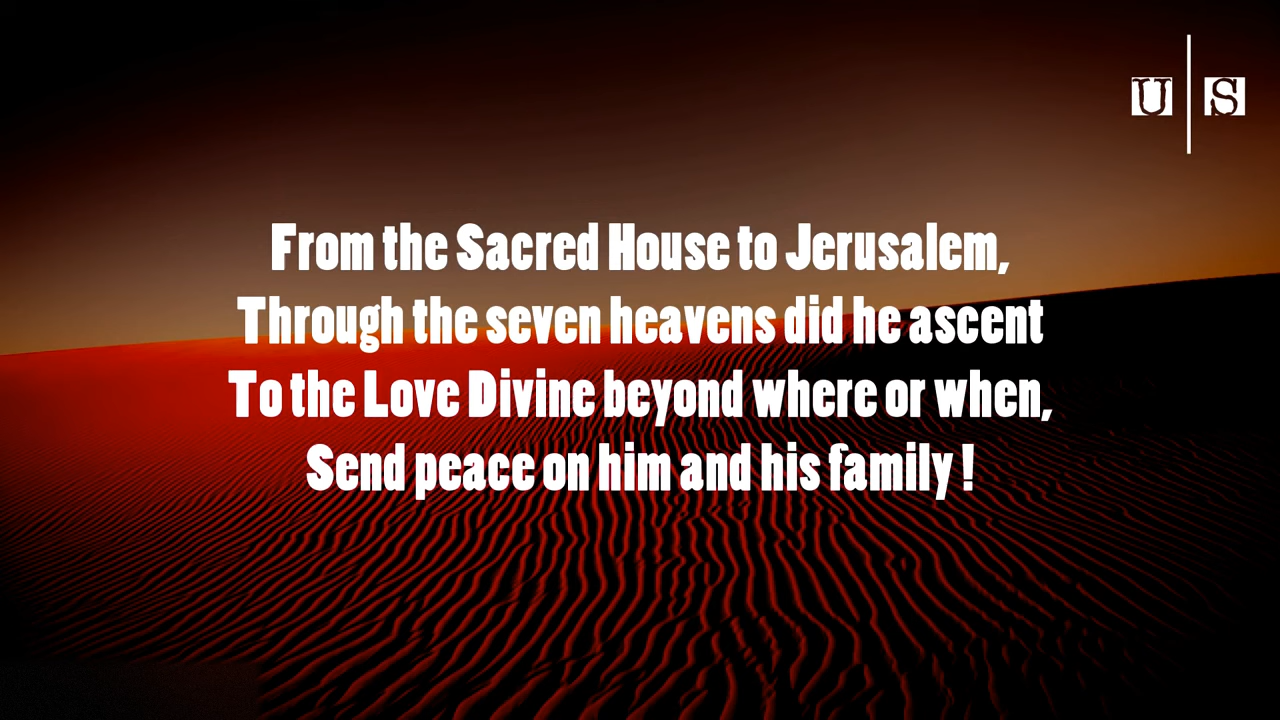 U | S
From the Sacred House to Jerusalem,
Through the seven heavens did he ascent
To the Love Divine beyond where or when,
Send peace on him and his family !